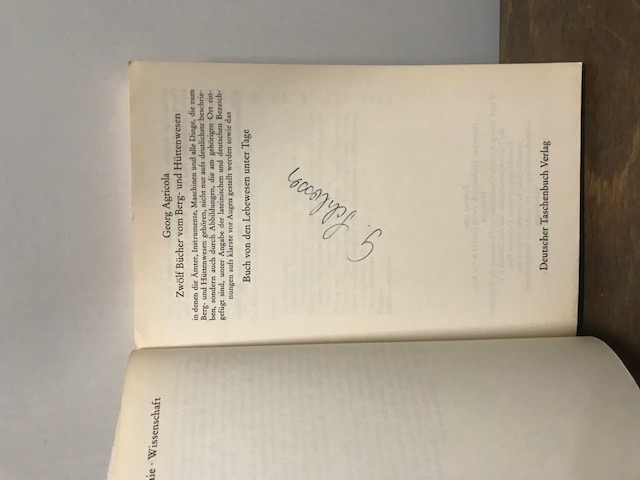 Georg Agricola
Zwölf Bücher vom Berg- und Hüttenwesen
in denen die Ämter, Instrumente, Maschinen und alle Dinge, die zum
Berg- und Hüttenwesen gehören, nicht nur aufs deutlichste beschrie-
ben, sondern auch durch Abbildungen, die am gehörigen Ort ein-
gefügt sind, unter Angabe der lateinischen und deutschen Bezeich-
nungen aufs klarste vor Augen gestellt werden sowie das
Buch von den Lebewesen unter Tage
G. Schlosser
Deutscher Taschenbuch Verlag
nie · Wissenschaft